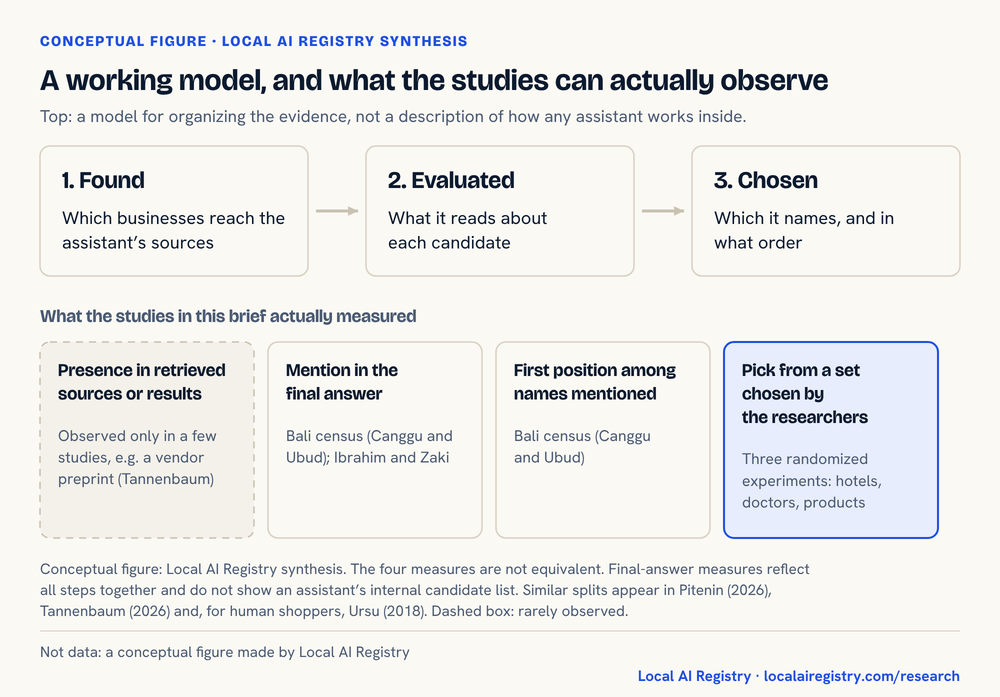 CONCEPTUAL FIGURE · LOCAL AI REGISTRY SYNTHESIS
A working model, and what the studies can actually observe
Top: a model for organizing the evidence, not a description of how any assistant works inside.
1. Found
Which businesses reach the
assistant’s sources
2. Evaluated
What it reads about
each candidate
3. Chosen
Which it names, and in
what order
What the studies in this brief actually measured
Presence in retrieved
sources or results
Observed only in a few
studies, e.g. a vendor
preprint (Tannenbaum)
Mention in the
final answer
Bali census (Canggu and
Ubud); Ibrahim and Zaki
First position among
names mentioned
Bali census (Canggu
and Ubud)
Pick from a set
chosen by
the researchers
Three randomized
experiments: hotels,
doctors, products
Conceptual figure: Local AI Registry synthesis. The four measures are not equivalent. Final-answer measures reflect
all steps together and do not show an assistant’s internal candidate list. Similar splits appear in Pitenin (2026),
Tannenbaum (2026) and, for human shoppers, Ursu (2018). Dashed box: rarely observed.
Not data: a conceptual figure made by Local AI Registry
Local AI Registry · localairegistry.com/research